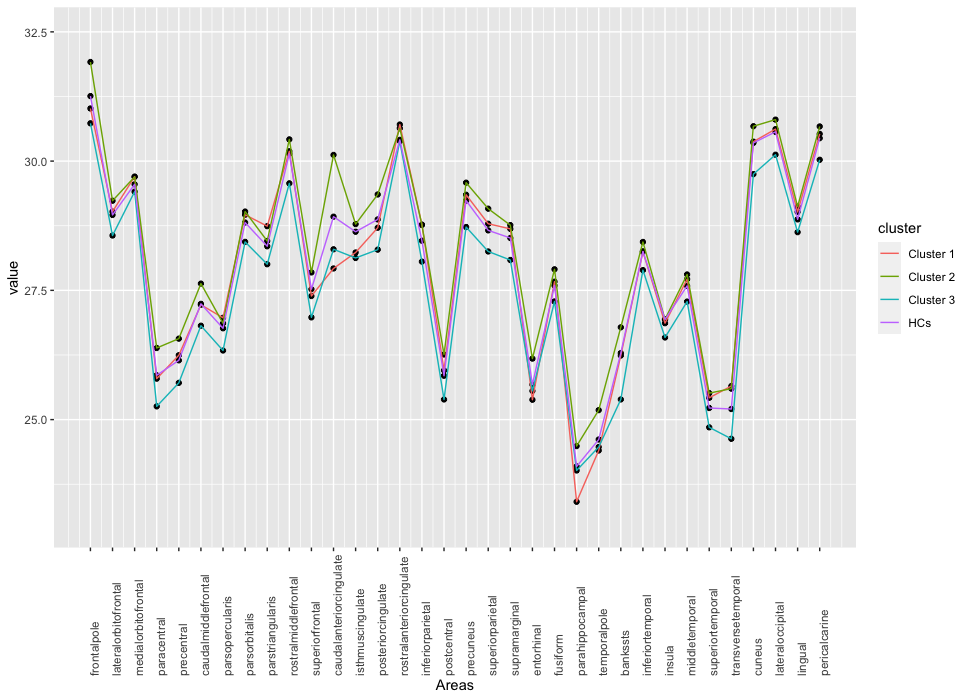 32.5
30.0
27.5
25.0
value
frontalpole
lateralorbitofrontal
medialorbitofrontal
paracentral
precentral
caudalmiddlefrontal
parsopercularis
parsorbitalis
parstriangularis
rostralmiddlefrontal
superiorfrontal
caudalanteriorcingulate
isthmuscingulate
posteriorcingulate
rostralanteriorcingulate
inferiorparietal
postcentral
precuneus
superiorparietal
supramarginal
entorhinal
fusiform
parahippocampal
temporalpole
bankssts
inferiortemporal
insula
middletemporal
superiortemporal
transversetemporal
cuneus
lateraloccipital
lingual
pericalcarine
Areas
cluster
Cluster 1
Cluster 2
Cluster 3
HCs